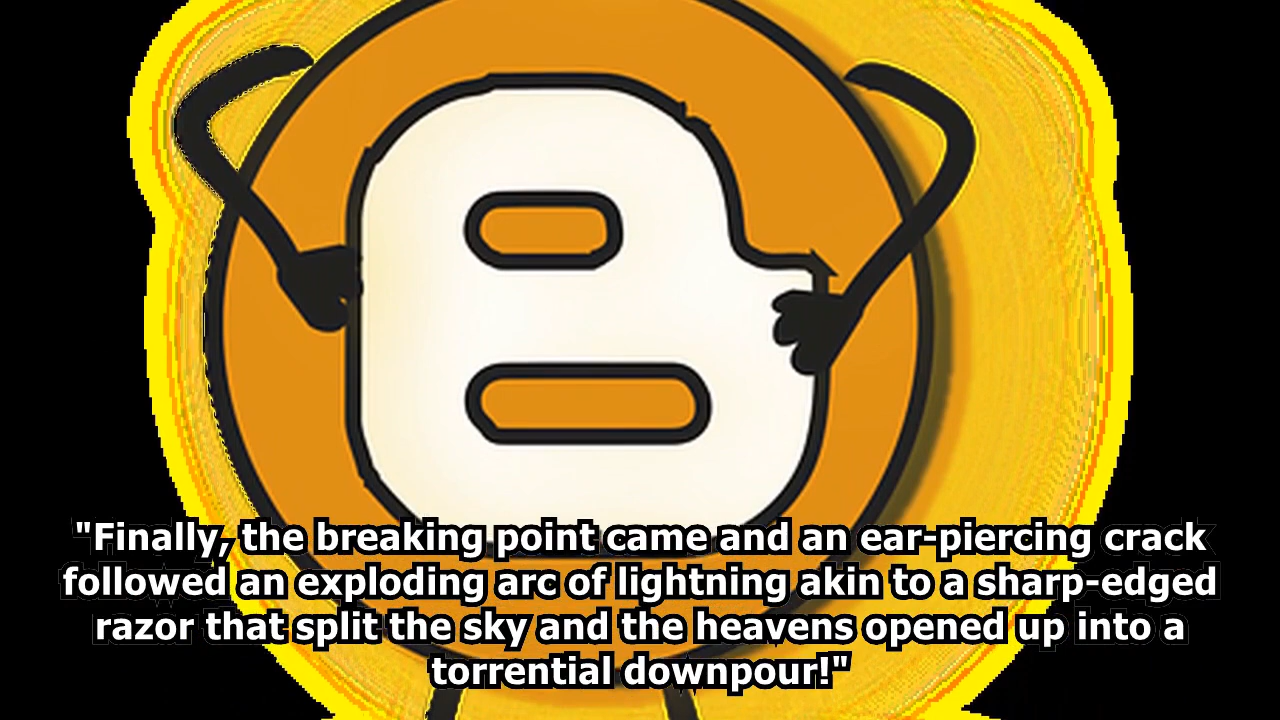 "Finally, the breaking point came and an ear-piercing crack
followed an exploding arc of lightning akin to a sharp-edged
razor that split the sky and the heavens opened up into a
torrential downpour!"